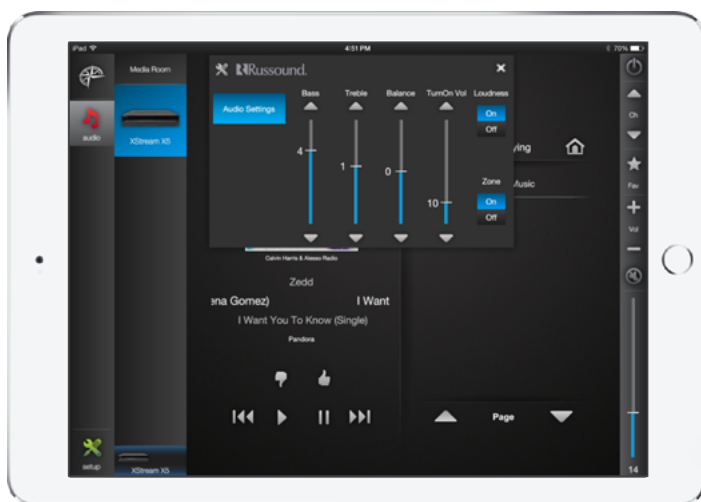 iPad
4:51 PM
70%
Media Room
Russound.
Bass
Treble
Balance
TurnOn Vol
Loudness
Audio Settings
On
Off
4
1
0
10
Zone
On
Off
audio
XStream X5
ying
Music
Ch
Fav
Vol
Calvin Harris & Alesso Radio
Zedd
ena Gomez) I Want
I Want You To Know (Single)
Pandora
Page
setup
XStream X5
14